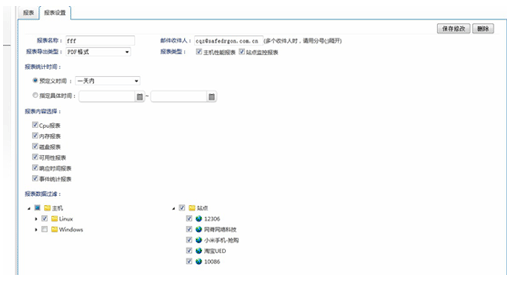 报表 报表设置
保存修改 删除
报表名称： fff 邮件收件人： cqz@safedrgon.com.cn (多个收件人时，请用分号(;)隔开)
报表导出类型： PDF格式 报表类型： 主机性能报表 站点监控报表
报表统计时间：
预定义时间： 一天内
指定具体时间： ~
报表内容选择：
Cpu报表
内存报表
磁盘报表
可用性报表
响应时间报表
事件统计报表
报表数据过滤：
主机 站点
Linux 12306
Windows 网脊网络科技
小米手机-抢购
淘宝UED
10086